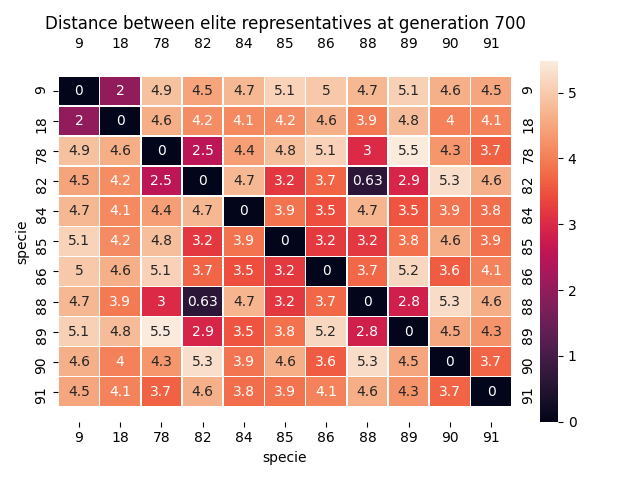 Distance between elite representatives at generation 700
9 18 78 82 84 85 86 88 89 90 91
9 0 2 4.9 4.5 4.7 5.1 5 4.7 5.1 4.6 4.5 9
18 2 0 4.6 4.2 4.1 4.2 4.6 3.9 4.8 4 4.1 18
78 4.9 4.6 0 2.5 4.4 4.8 5.1 3 5.5 4.3 3.7 78
82 4.5 4.2 2.5 0 4.7 3.2 3.7 0.63 2.9 5.3 4.6 82
84 4.7 4.1 4.4 4.7 0 3.9 3.5 4.7 3.5 3.9 3.8 84
85 5.1 4.2 4.8 3.2 3.9 0 3.2 3.2 3.8 4.6 3.9 85
86 5 4.6 5.1 3.7 3.5 3.2 0 3.7 5.2 3.6 4.1 86
88 4.7 3.9 3 0.63 4.7 3.2 3.7 0 2.8 5.3 4.6 88
89 5.1 4.8 5.5 2.9 3.5 3.8 5.2 2.8 0 4.5 4.3 89
90 4.6 4 4.3 5.3 3.9 4.6 3.6 5.3 4.5 0 3.7 90
91 4.5 4.1 3.7 4.6 3.8 3.9 4.1 4.6 4.3 3.7 0 91
9 18 78 82 84 85 86 88 89 90 91
specie
specie
5
4
3
2
1
0